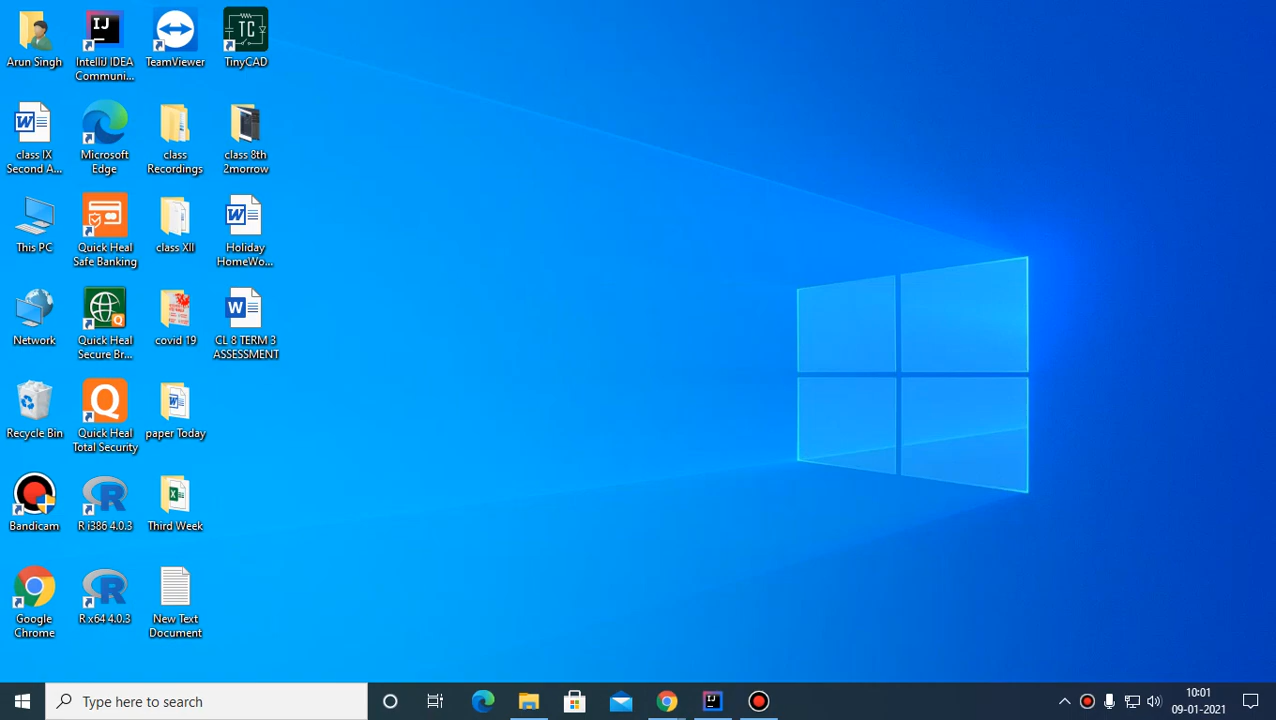 Arun Singh
IJ
IntelliJ IDEA
Communi...
TeamViewer
TC
TinyCAD
class IX
Second A...
Microsoft
Edge
class
Recordings
class 8th
2morrow
This PC
Quick Heal
Safe Banking
class XII
Holiday
HomeWo...
Network
Quick Heal
Secure Br...
covid 19
CL 8 TERM 3
ASSESSMENT
Recycle Bin
Quick Heal
Total Security
paper Today
Bandicam
R i386 4.0.3
Third Week
Google
Chrome
R x64 4.0.3
New Text
Document
Type here to search
10:01
09-01-2021